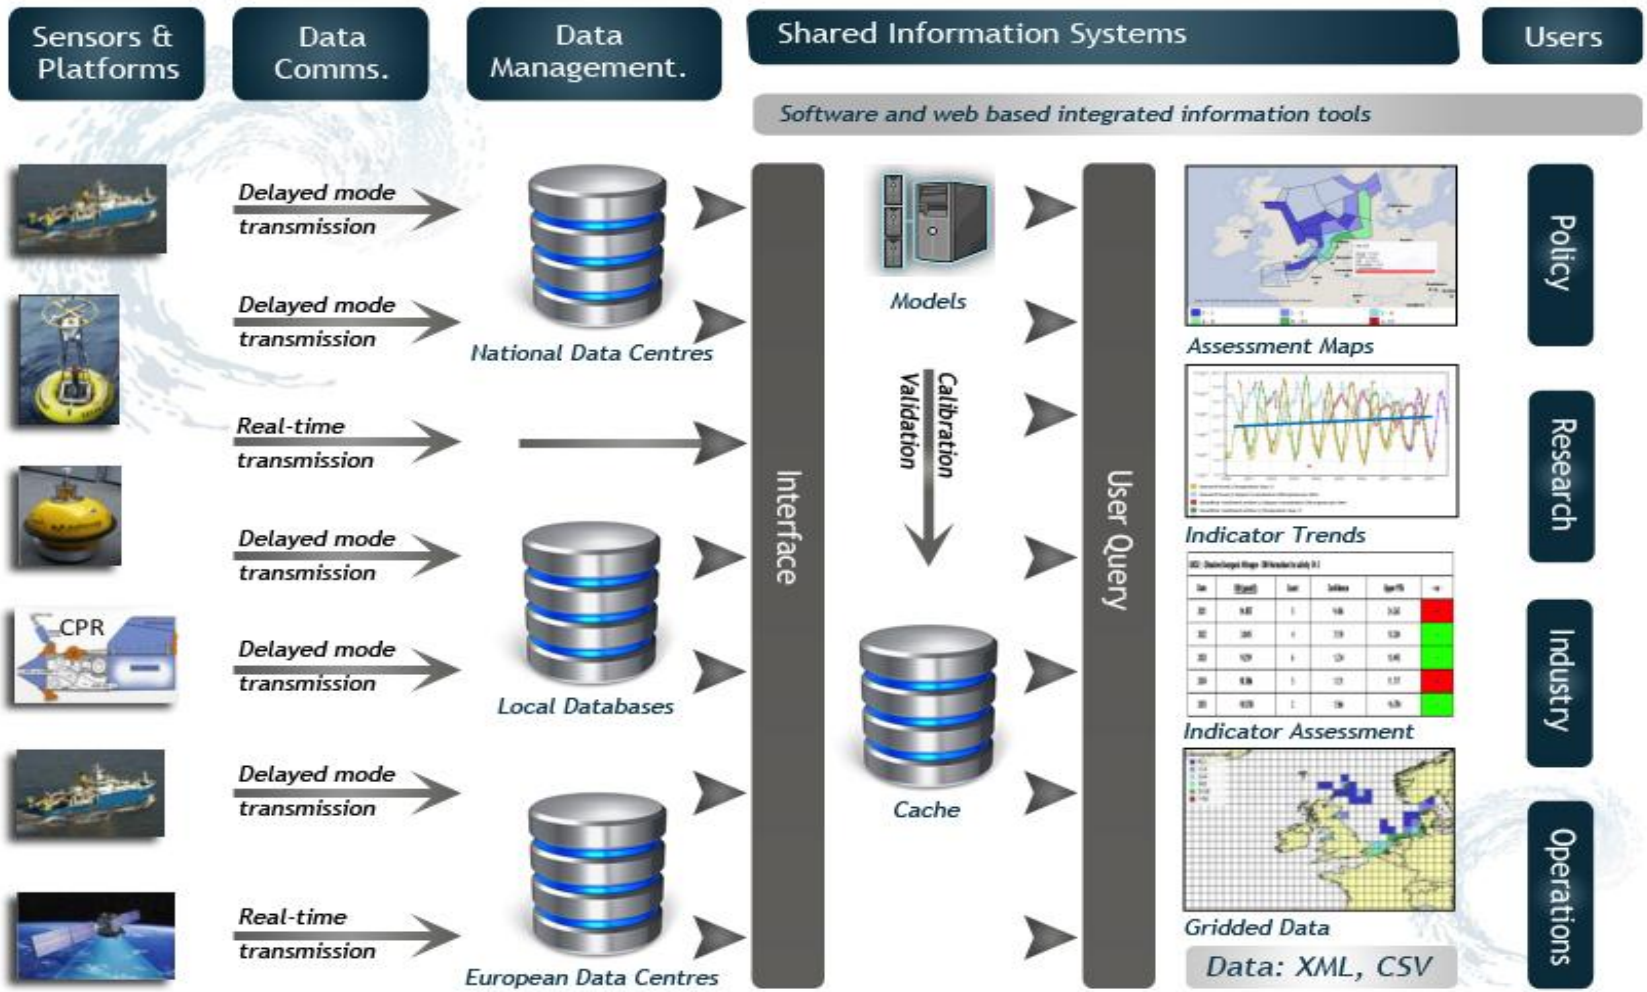 Sensors &
Platforms
Data
Comms.
Data
Management.
Shared Information Systems
Users
Software and web based integrated information tools
Delayed mode
transmission
Delayed mode
transmission
Real-time
transmission
Delayed mode
transmission
CPR
Delayed mode
transmission
Delayed mode
transmission
Real-time
transmission
National Data Centres
Local Databases
European Data Centres
Interface
Models
Calibration
Validation
Cache
User Query
Assessment Maps
Indicator Trends
Indicator Assessment
Gridded Data
Data: XML, CSV
Policy
Research
Industry
Operations